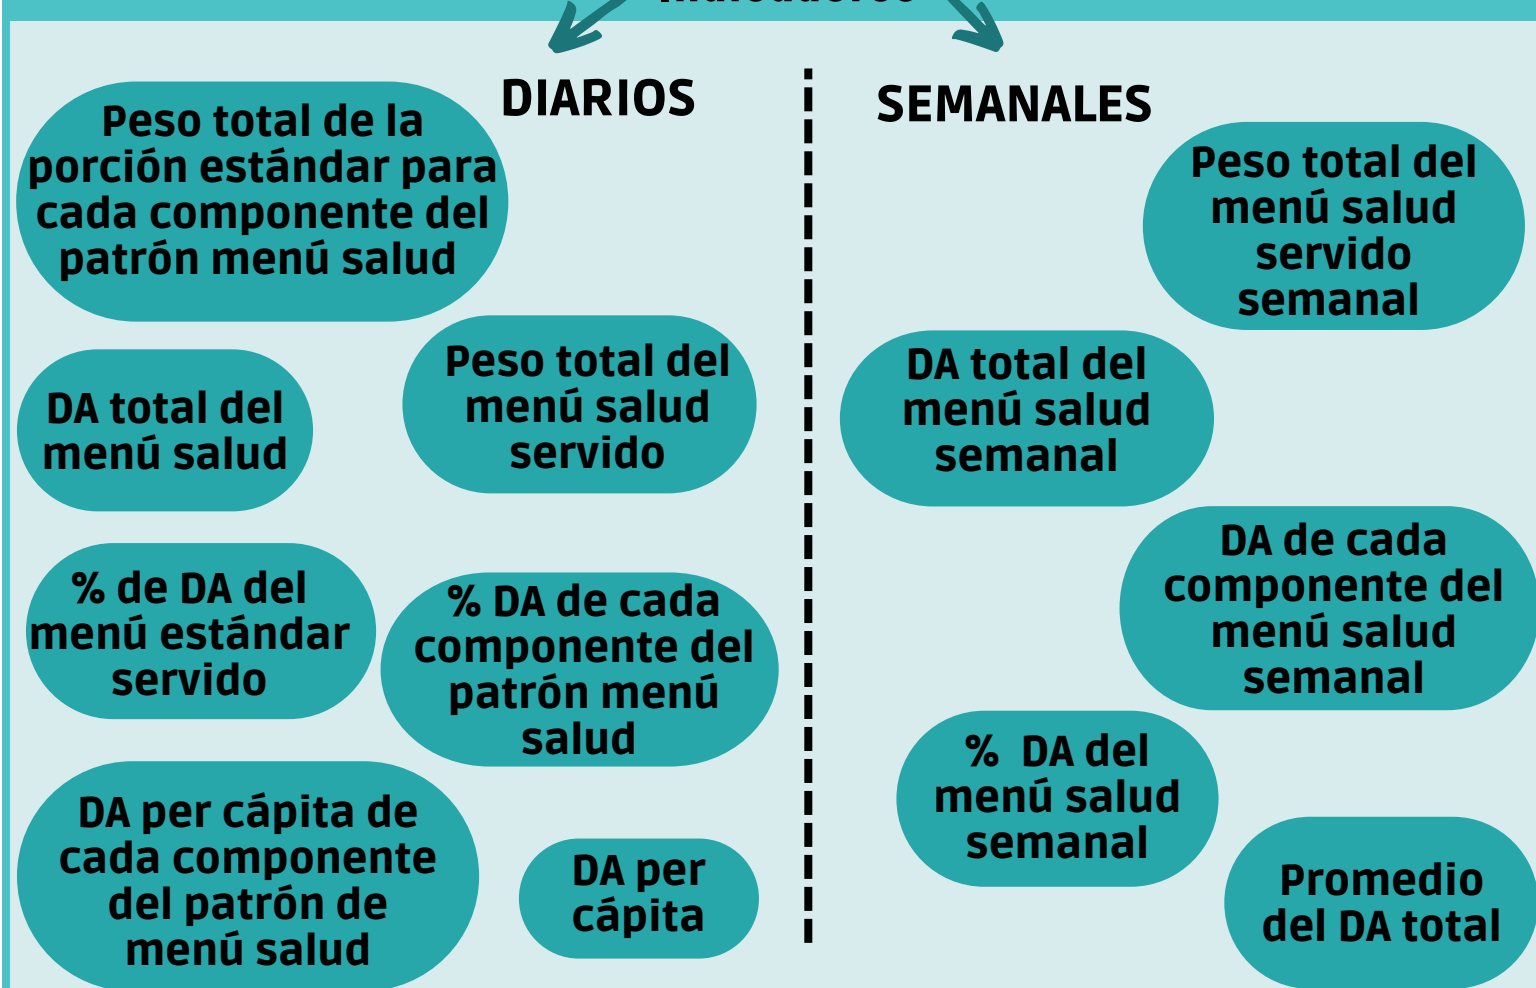 DIARIOS
Peso total de la
porción estándar para
cada componente del
patrón menú salud
Peso total del
menú salud
servido
DA total del
menú salud
% de DA del
menú estándar
servido
% DA de cada
componente del
patrón menú
salud
DA per cápita de
cada componente
del patrón de
menú salud
DA per
cápita
SEMANALES
Peso total del
menú salud
servido
semanal
DA total del
menú salud
semanal
DA de cada
componente del
menú salud
semanal
% DA del
menú salud
semanal
Promedio
del DA total